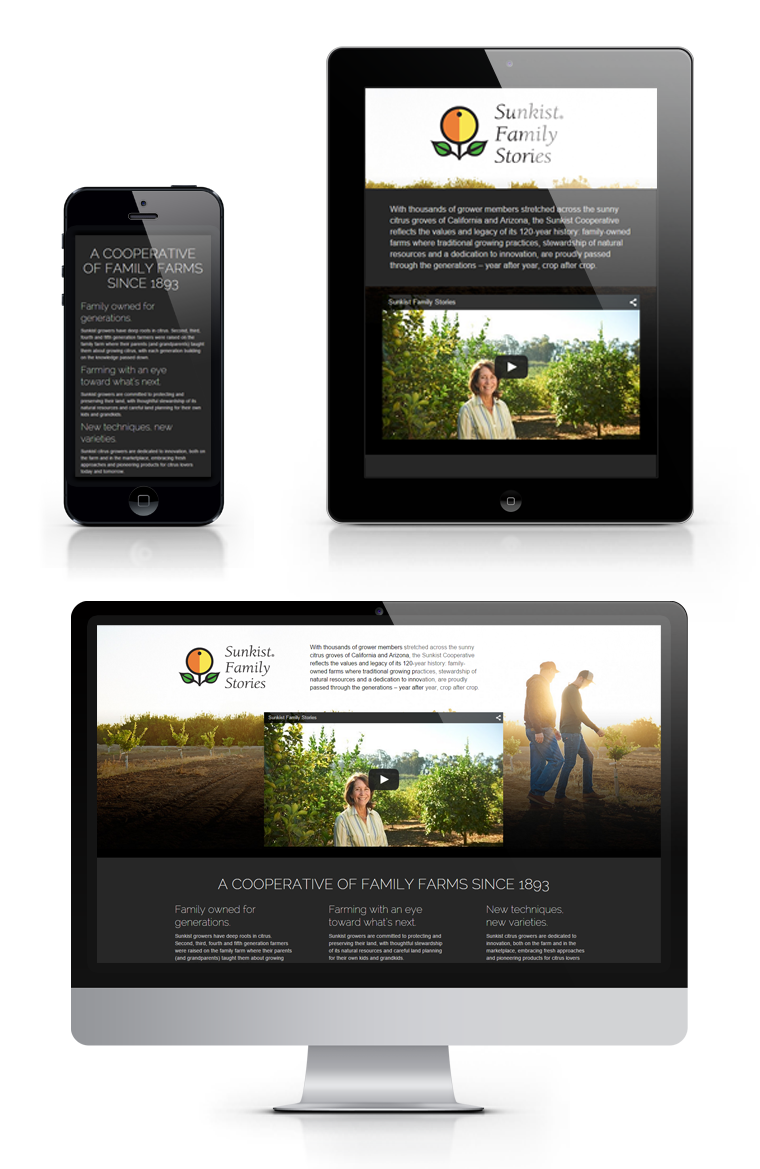 Sunkist®
Family
Stories
With thousands of grower members stretched across the sunny
citrus groves of California and Arizona, the Sunkist Cooperative
reflects the values and legacy of its 120-year history: family-owned
farms where traditional growing practices, stewardship of natural
resources and a dedication to innovation, are proudly passed
through the generations – year after year, crop after crop.
Sunkist Family Stories
A COOPERATIVE
OF FAMILY FARMS
SINCE 1893
Family owned for
generations.
Sunkist growers have deep roots in citrus. Second, third,
fourth and fifth generation farmers were raised on the
family farm where their parents (and grandparents) taught
them about growing citrus, with each generation building
on the knowledge passed down.
Farming with an eye
toward what's next.
Sunkist growers are committed to protecting and
preserving their land, with thoughtful stewardship of its
natural resources and careful land planning for their own
kids and grandkids.
New techniques, new
varieties.
Sunkist citrus growers are dedicated to innovation, both on
the farm and in the marketplace, embracing fresh
approaches and pioneering products for citrus lovers
today and tomorrow.
Sunkist®
Family
Stories
With thousands of grower members stretched across the sunny
citrus groves of California and Arizona, the Sunkist Cooperative
reflects the values and legacy of its 120-year history: family-
owned farms where traditional growing practices, stewardship of
natural resources and a dedication to innovation, are proudly
passed through the generations – year after year, crop after crop.
Sunkist Family Stories
A COOPERATIVE OF FAMILY FARMS SINCE 1893
Family owned for
generations.
Sunkist growers have deep roots in citrus.
Second, third, fourth and fifth generation farmers
were raised on the family farm where their parents
(and grandparents) taught them about growing
Farming with an eye
toward what's next.
Sunkist growers are committed to protecting and
preserving their land, with thoughtful stewardship
of its natural resources and careful land planning
for their own kids and grandkids.
New techniques,
new varieties.
Sunkist citrus growers are dedicated to
innovation, both on the farm and in the
marketplace, embracing fresh approaches
and pioneering products for citrus lovers